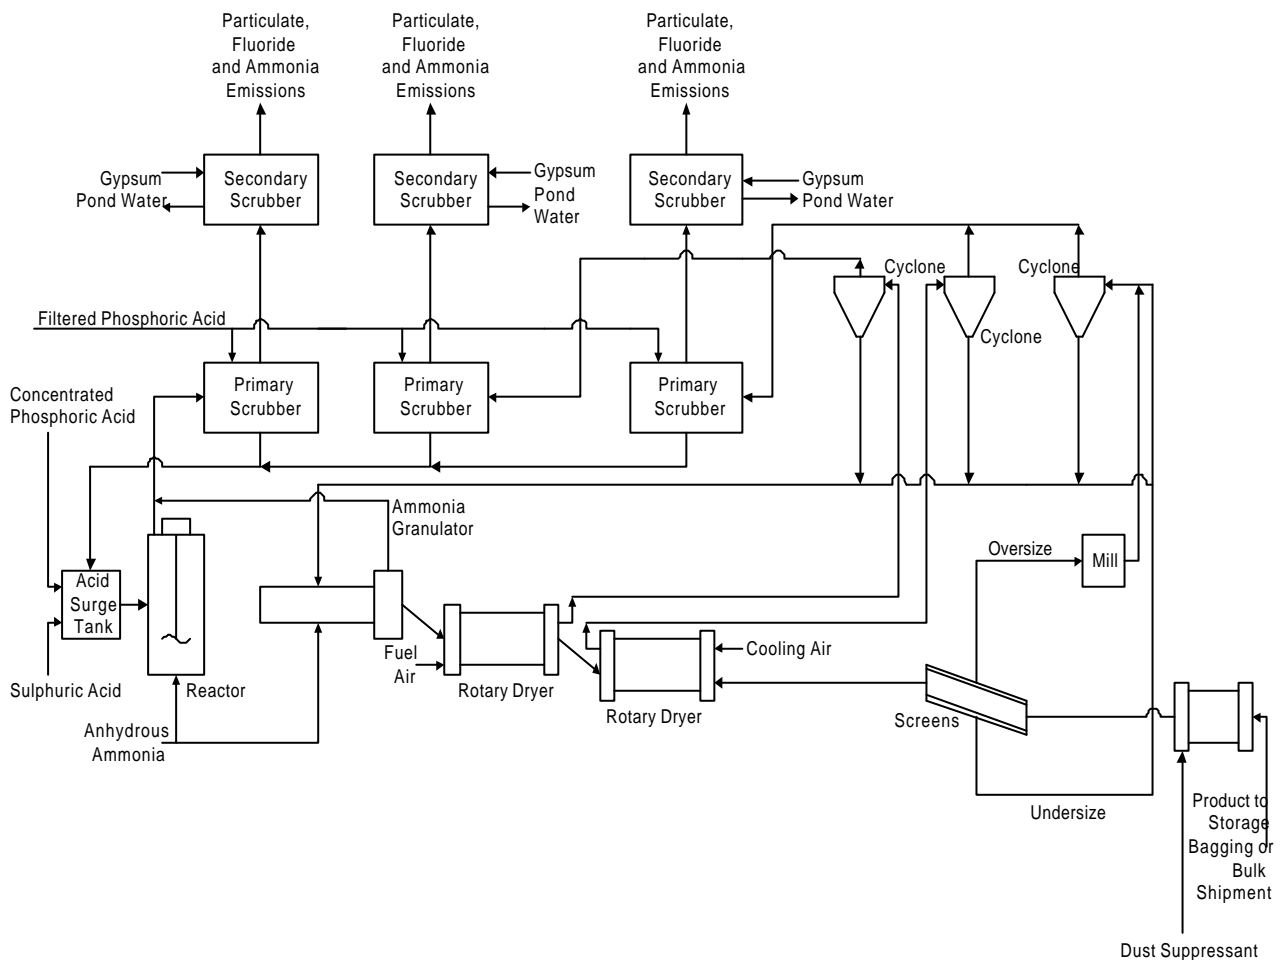 Particulate,
Fluoride
and Ammonia
Emissions
Particulate,
Fluoride
and Ammonia
Emissions
Particulate,
Fluoride
and Ammonia
Emissions
Gypsum
Pond Water
Secondary
Scrubber
Secondary
Scrubber
Gypsum
Pond
Water
Secondary
Scrubber
Gypsum
Pond Water
Cyclone
Cyclone
Cyclone
Filtered Phosphoric Acid
Concentrated
Phosphoric Acid
Primary
Scrubber
Primary
Scrubber
Primary
Scrubber
Ammonia
Granulator
Oversize
Mill
Acid
Surge
Tank
Fuel
Air
Cooling Air
Sulphuric Acid
Reactor
Rotary Dryer
Rotary Dryer
Screens
Anhydrous
Ammonia
Undersize
Product to
Storage
Bagging or
Bulk
Shipment
Dust Suppressant